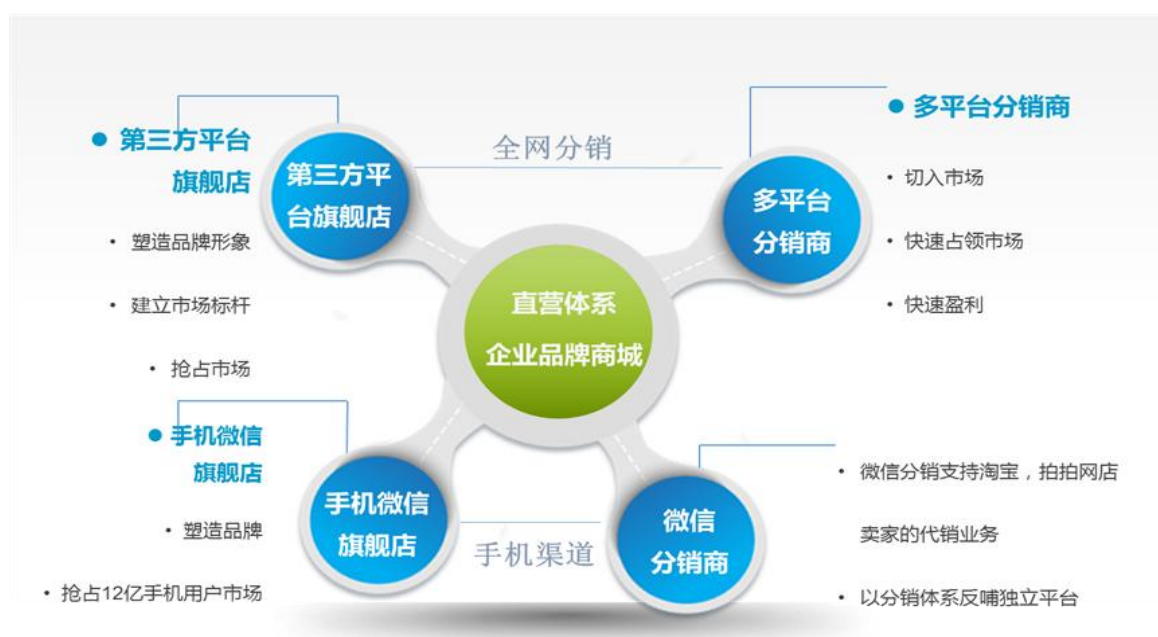 ● 第三方平台
旗舰店
• 塑造品牌形象
• 建立市场标杆
• 抢占市场
第三方平
台旗舰店
全网分销
多平台
分销商
● 多平台分销商
• 切入市场
• 快速占领市场
• 快速盈利
直营体系
企业品牌商城
● 手机微信
旗舰店
• 塑造品牌
• 抢占12亿手机用户市场
手机微信
旗舰店
手机渠道
微信
分销商
• 微信分销支持淘宝，拍拍网店
卖家的代销业务
• 以分销体系反哺独立平台